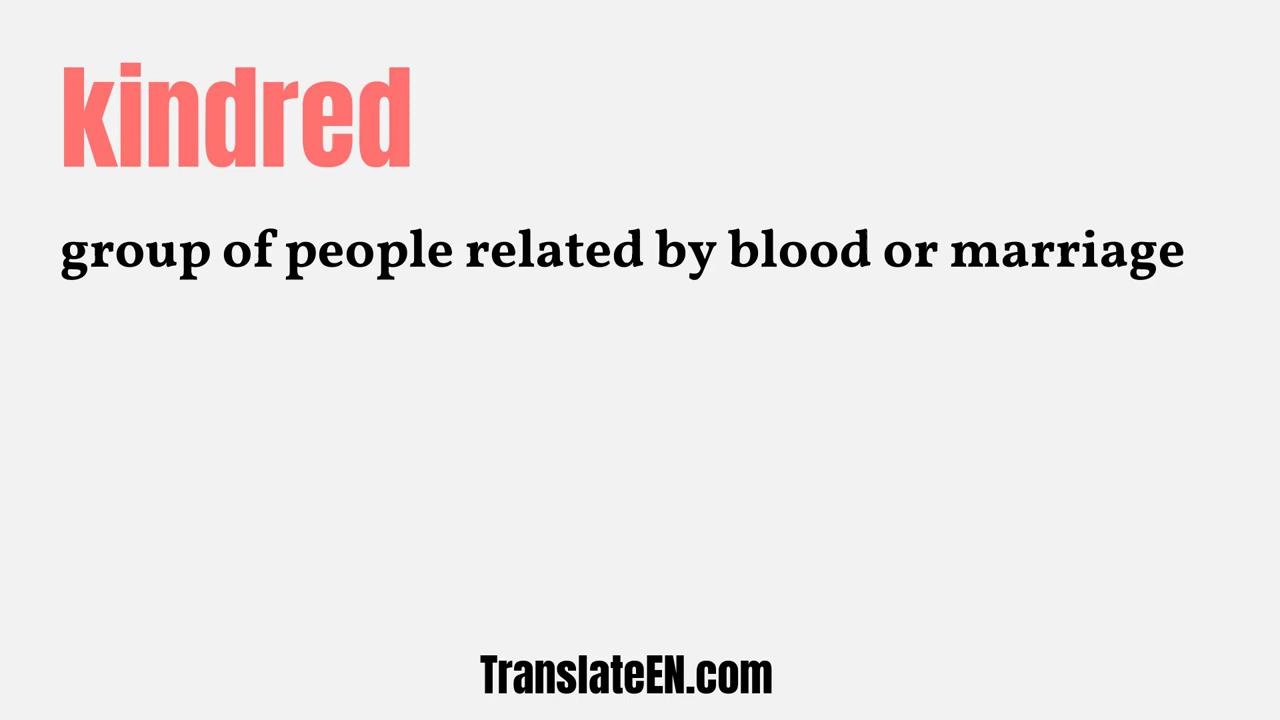 kindred
group of people related by blood or marriage
TranslateEN.com